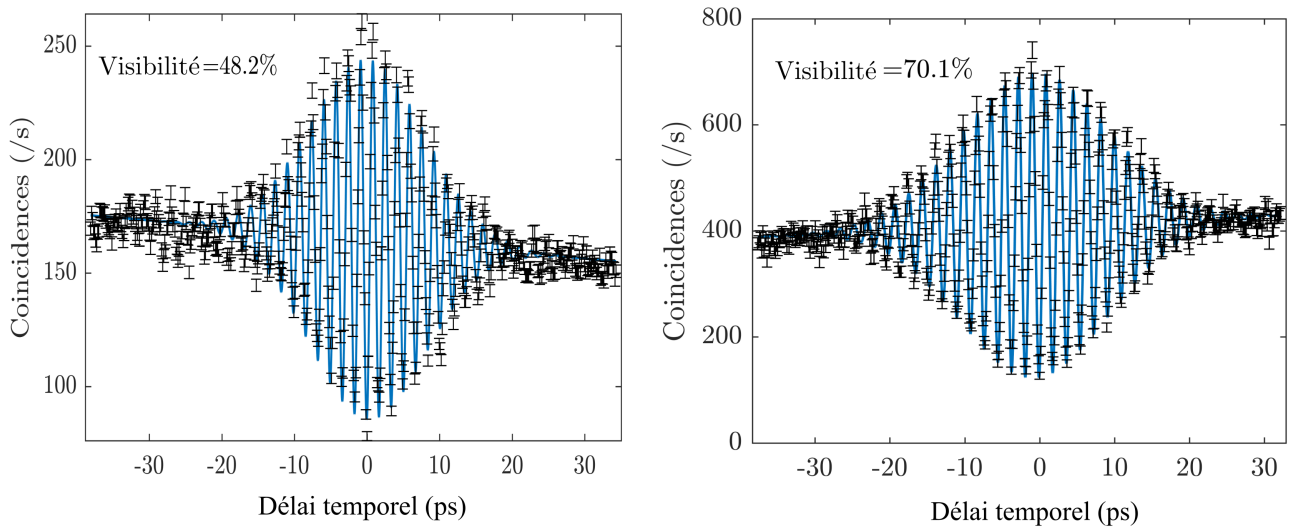 250
Visibilité=48.2%
200
150
100
Coincidences (/s)
-30 -20 -10 0 10 20 30
Délai temporel (ps)
800
Visibilité=70.1%
600
400
200
0
Coincidences (/s)
-30 -20 -10 0 10 20 30
Délai temporel (ps)